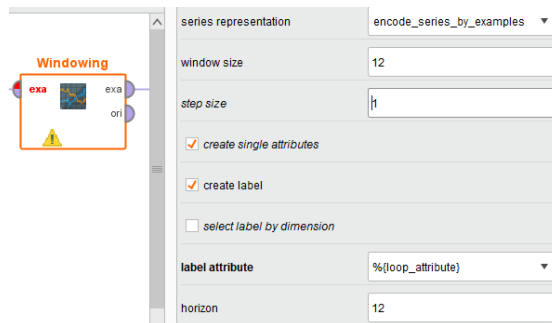 Windowing
exa
exa
ori
series representation
encode_series_by_examples
window size
12
step size
1
create single attributes
create label
select label by dimension
label attribute
%{loop_attribute}
horizon
12